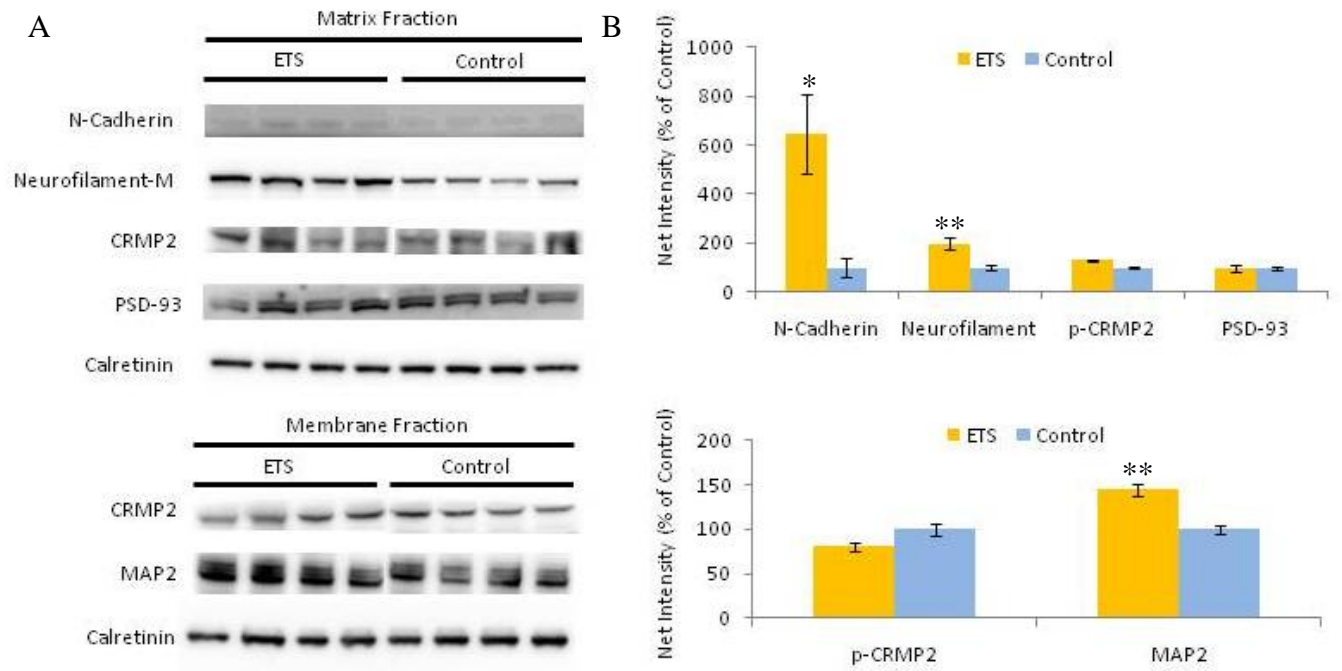 A
Matrix Fraction
ETS Control
N-Cadherin
Neurofilament-M
CRMP2
PSD-93
Calretinin
Membrane Fraction
ETS Control
CRMP2
MAP2
Calretinin
B
Net Intensity (% of Control)
1000
800
600
400
200
0
ETS Control
*
**
N-Cadherin Neurofilament p-CRMP2 PSD-93
Net Intensity (% of Control)
200
150
100
50
0
ETS Control
**
p-CRMP2 MAP2